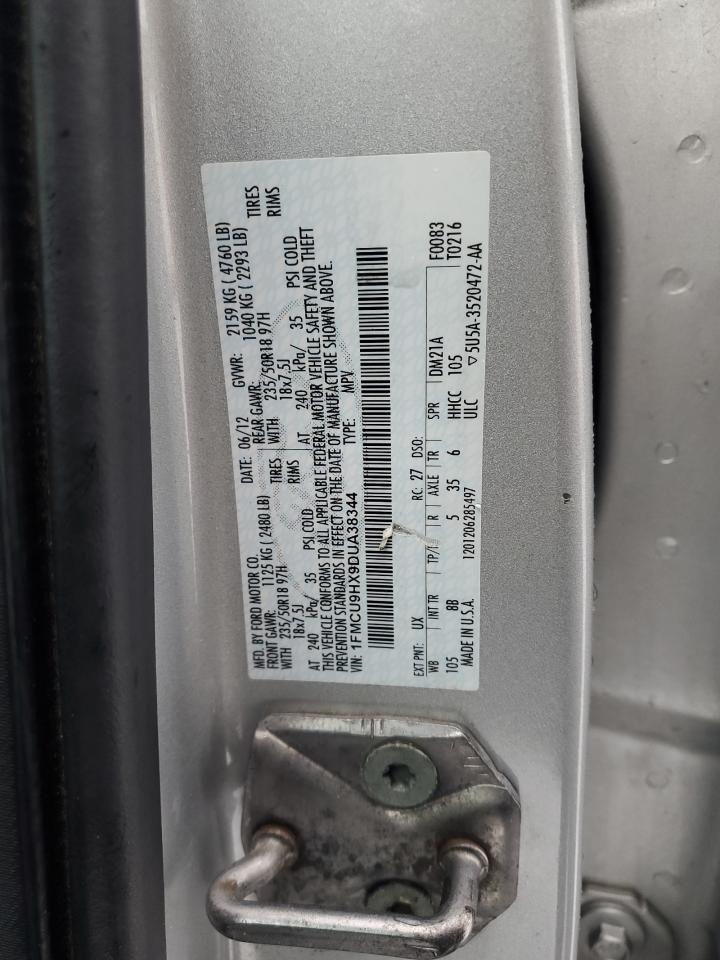 MFD. BY FORD MOTOR CO.
DATE: 06/12 GVWR: 2159 KG ( 4760 LB)
FRONT GAWR: 1125 KG ( 2480 LB) REAR GAWR: 1040 KG ( 2293 LB)
WITH 235/50R18 97H TIRES WITH 235/50R18 97H TIRES
18x7.5J RIMS 18x7.5J RIMS
AT 240 kPa/ 35 PSI COLD AT 240 kPa/ 35 PSI COLD
THIS VEHICLE CONFORMS TO ALL APPLICABLE FEDERAL MOTOR VEHICLE SAFETY AND THEFT
PREVENTION STANDARDS IN EFFECT ON THE DATE OF MANUFACTURE SHOWN ABOVE.
VIN: 1FMCU9HX9DUA38344 TYPE: MPV
F0083
T0216
EXT PNT: UX RC: 27 DSO:
WB INT TR TP/ R AXLE TR SPR DM21A
105 8B 5 35 6 HHCC 105
MADE IN U.S.A. 1201206285497 ULC ▽5U5A-3520472-AA